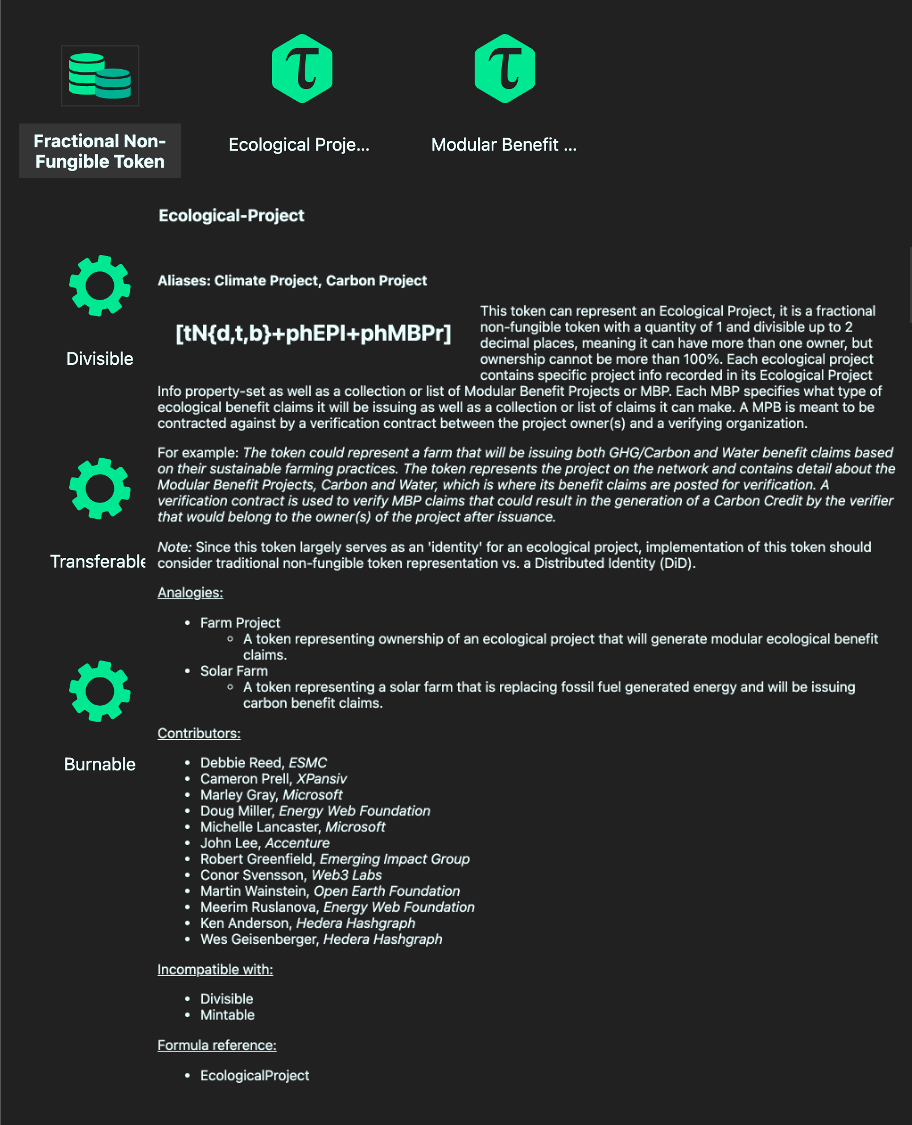 Fractional Non-
Fungible Token
Ecological Proje...
Modular Benefit ...
Ecological-Project
Divisible
Aliases: Climate Project, Carbon Project
[tN{d,t,b}+phEPI+phMBPr]
This token can represent an Ecological Project, it is a fractional
non-fungible token with a quantity of 1 and divisible up to 2
decimal places, meaning it can have more than one owner, but
ownership cannot be more than 100%. Each ecological project
contains specific project info recorded in its Ecological Project
Info property-set as well as a collection or list of Modular Benefit Projects or MBP. Each MBP specifies what type of
ecological benefit claims it will be issuing as well as a collection or list of claims it can make. A MPB is meant to be
contracted against by a verification contract between the project owner(s) and a verifying organization.
For example: The token could represent a farm that will be issuing both GHG/Carbon and Water benefit claims based
on their sustainable farming practices. The token represents the project on the network and contains detail about the
Modular Benefit Projects, Carbon and Water, which is where its benefit claims are posted for verification. A
verification contract is used to verify MBP claims that could result in the generation of a Carbon Credit by the verifier
that would belong to the owner(s) of the project after issuance.
Transferable
Note: Since this token largely serves as an 'identity' for an ecological project, implementation of this token should
consider traditional non-fungible token representation vs. a Distributed Identity (DiD).
Analogies:
• Farm Project
◦ A token representing ownership of an ecological project that will generate modular ecological benefit
claims.
• Solar Farm
◦ A token representing a solar farm that is replacing fossil fuel generated energy and will be issuing
carbon benefit claims.
Burnable
Contributors:
• Debbie Reed, ESMC
• Cameron Prell, XPansiv
• Marley Gray, Microsoft
• Doug Miller, Energy Web Foundation
• Michelle Lancaster, Microsoft
• John Lee, Accenture
• Robert Greenfield, Emerging Impact Group
• Conor Svensson, Web3 Labs
• Martin Wainstein, Open Earth Foundation
• Meerim Ruslanova, Energy Web Foundation
• Ken Anderson, Hedera Hashgraph
• Wes Geisenberger, Hedera Hashgraph
Incompatible with:
• Divisible
• Mintable
Formula reference:
• EcologicalProject